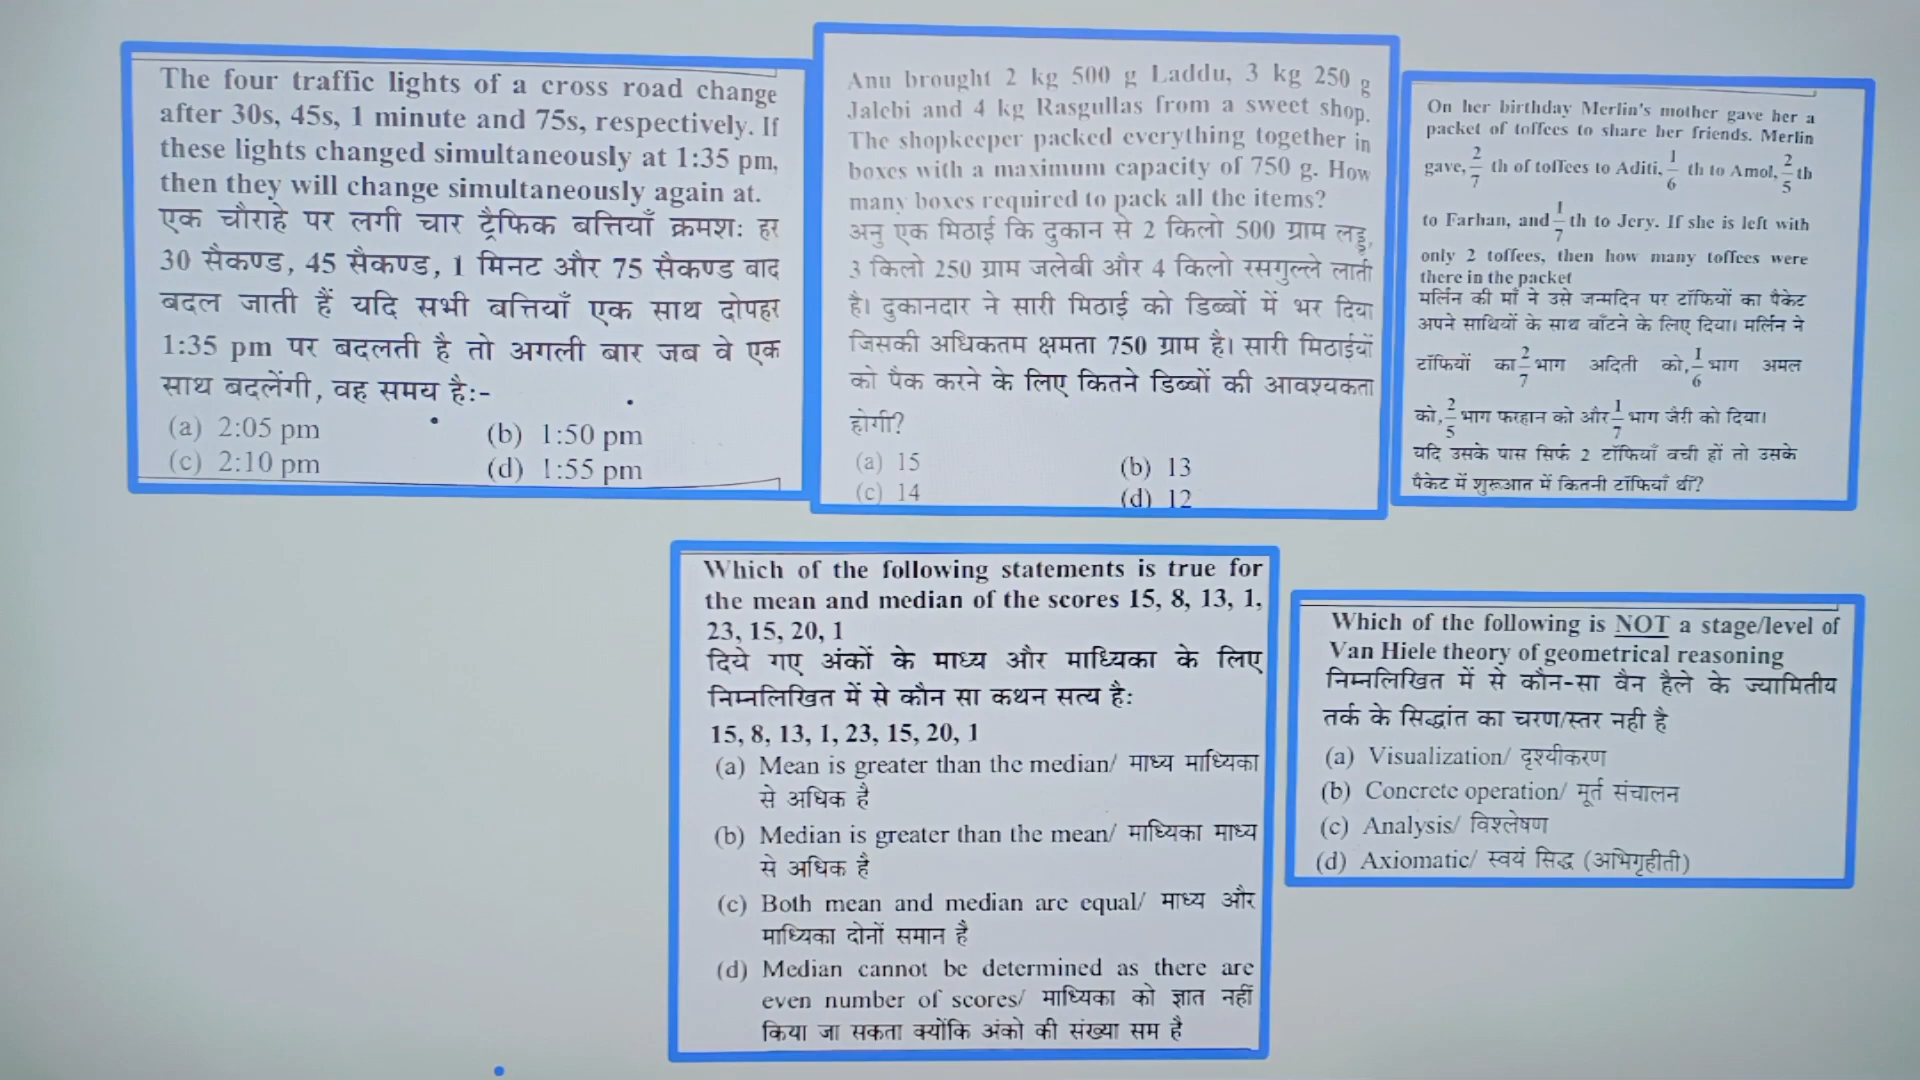 The four traffic lights of a cross road change
after 30s, 45s, 1 minute and 75s, respectively. If
these lights changed simultaneously at 1:35 pm,
then they will change simultaneously again at.
एक चौराहे पर लगी चार ट्रैफिक बत्तियाँ क्रमशः हर
30 सैकण्ड, 45 सैकण्ड, 1 मिनट और 75 सैकण्ड बाद
बदल जाती हैं यदि सभी बत्तियाँ एक साथ दोपहर
1:35 pm पर बदलती है तो अगली बार जब वे एक
साथ बदलेंगी, वह समय है:-
(a) 2:05 pm (b) 1:50 pm
(c) 2:10 pm (d) 1:55 pm
Anu brought 2 kg 500 g Laddu, 3 kg 250 g
Jalebi and 4 kg Rasgullas from a sweet shop.
The shopkeeper packed everything together in
boxes with a maximum capacity of 750 g. How
many boxes required to pack all the items?
अनु एक मिठाई कि दुकान से 2 किलो 500 ग्राम लड्डू,
3 किलो 250 ग्राम जलेबी और 4 किलो रसगुल्ले लाती
है। दुकानदार ने सारी मिठाई को डिब्बों में भर दिया
जिसकी अधिकतम क्षमता 750 ग्राम है। सारी मिठाईयों
को पैक करने के लिए कितने डिब्बों की आवश्यकता
होगी?
(a) 15 (b) 13
(c) 14 (d) 12
On her birthday Merlin's mother gave her a
packet of toffees to share her friends. Merlin
gave, 2/7 th of toffees to Aditi, 1/6 th to Amol, 2/5 th
to Farhan, and 1/7 th to Jery. If she is left with
only 2 toffees, then how many toffees were
there in the packet
मर्लिन की माँ ने उसे जन्मदिन पर टॉफियों का पैकेट
अपने साथियों के साथ बाँटने के लिए दिया। मर्लिन ने
टॉफियों का 2/7 भाग अदिती को, 1/6 भाग अमल
को, 2/5 भाग फरहान को और 1/7 भाग जैरी को दिया।
यदि उसके पास सिर्फ 2 टॉफियाँ बची हों तो उसके
पैकेट में शुरूआत में कितनी टॉफियाँ थीं?
Which of the following statements is true for
the mean and median of the scores 15, 8, 13, 1,
23, 15, 20, 1
दिये गए अंकों के माध्य और माध्यिका के लिए
निम्नलिखित में से कौन सा कथन सत्य है:
15, 8, 13, 1, 23, 15, 20, 1
(a) Mean is greater than the median/ माध्य माध्यिका
से अधिक है
(b) Median is greater than the mean/ माध्यिका माध्य
से अधिक है
(c) Both mean and median are equal/ माध्य और
माध्यिका दोनों समान है
(d) Median cannot be determined as there are
even number of scores/ माध्यिका को ज्ञात नहीं
किया जा सकता क्योंकि अंको की संख्या सम है
Which of the following is NOT a stage/level of
Van Hiele theory of geometrical reasoning
निम्नलिखित में से कौन-सा वैन हैले के ज्यामितीय
तर्क के सिद्धांत का चरण/स्तर नही है
(a) Visualization/ दृश्यीकरण
(b) Concrete operation/ मूर्त संचालन
(c) Analysis/ विश्लेषण
(d) Axiomatic/ स्वयं सिद्ध (अभिगृहीती)